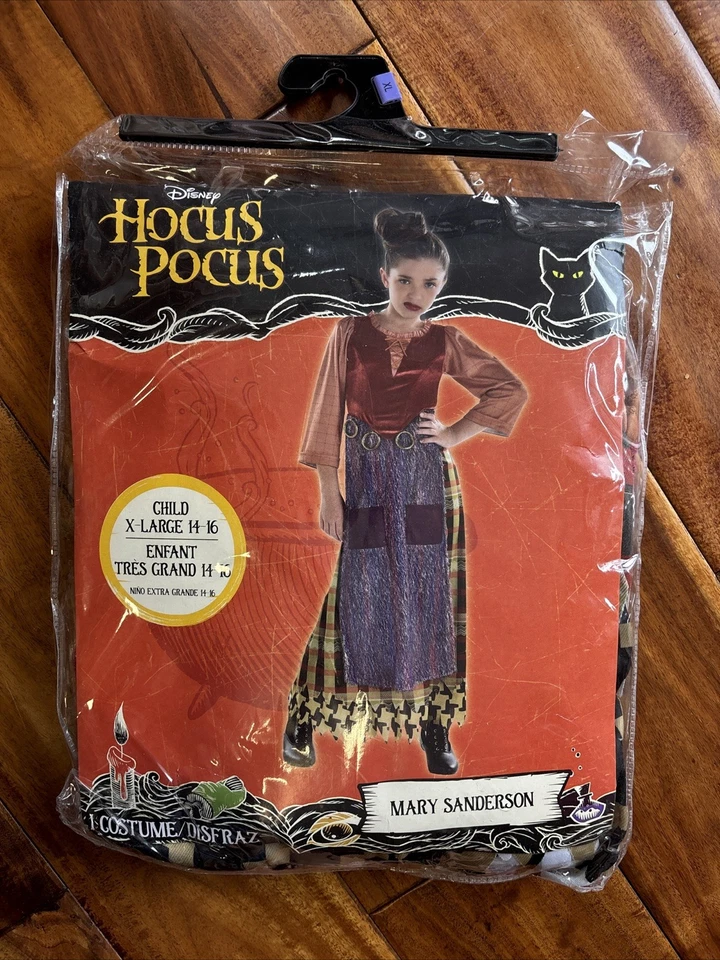 XL
Disney
HOCUS
POCUS
CHILD
X-LARGE 14-16
ENFANT
TRÈS GRAND 14-16
NIÑO EXTRA GRANDE 14-16
MARY SANDERSON
1 COSTUME/DISFRAZ